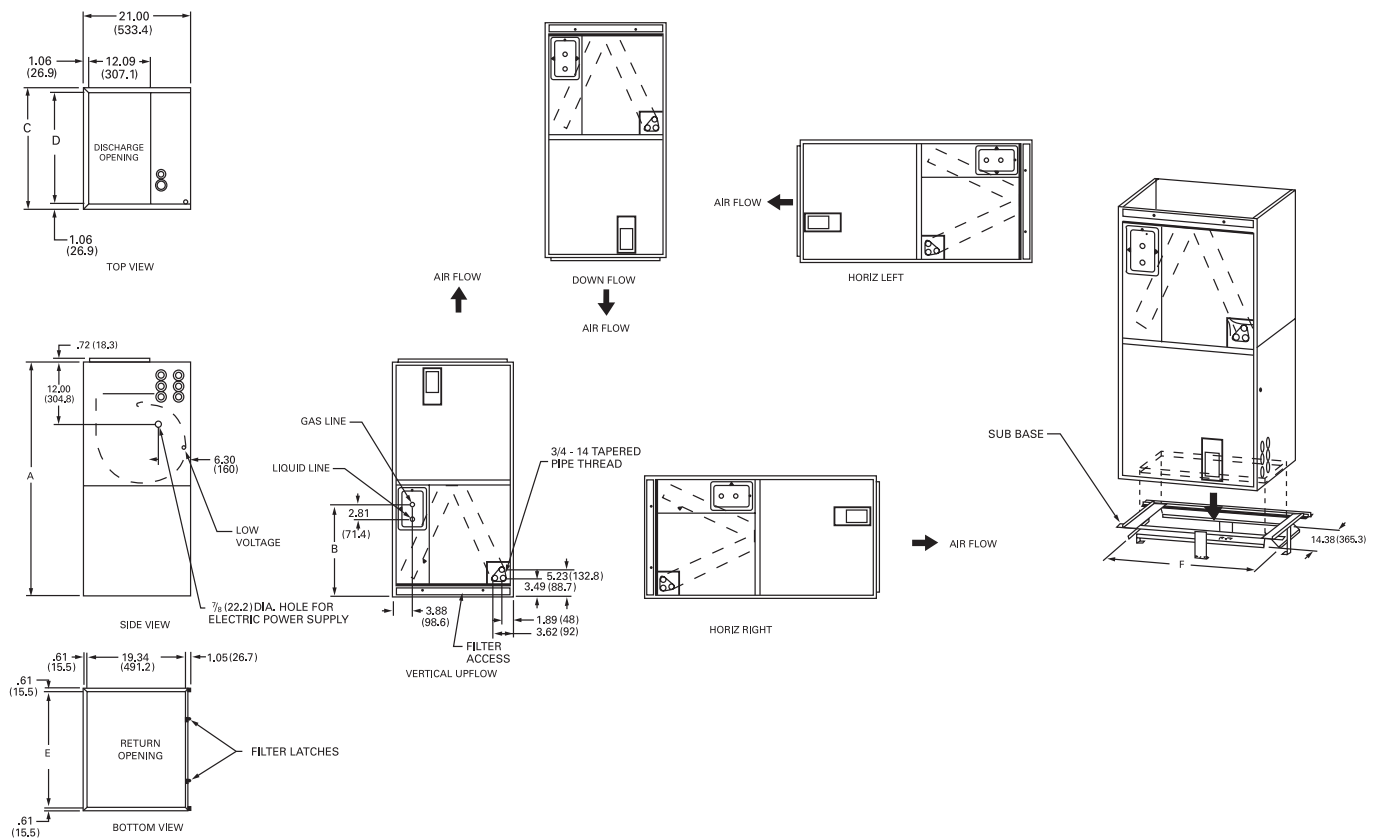 21.00
(533.4)
1.06
(26.9)
12.09
(307.1)
C
D
DISCHARGE
OPENING
1.06
(26.9)
TOP VIEW
AIR FLOW
DOWN FLOW
AIR FLOW
AIR FLOW
HORIZ LEFT
.72 (18.3)
12.00
(304.8)
A
6.30
(160)
LOW
VOLTAGE
7/8 (22.2) DIA. HOLE FOR
ELECTRIC POWER SUPPLY
SIDE VIEW
GAS LINE
LIQUID LINE
2.81
(71.4)
B
3/4 - 14 TAPERED
PIPE THREAD
5.23 (132.8)
3.49 (88.7)
3.88
(98.6)
1.89 (48)
3.62 (92)
FILTER
ACCESS
VERTICAL UPFLOW
AIR FLOW
HORIZ RIGHT
SUB BASE
14.38 (365.3)
F
.61
(15.5)
19.34
(491.2)
1.05 (26.7)
.61
(15.5)
E
RETURN
OPENING
FILTER LATCHES
.61
(15.5)
BOTTOM VIEW